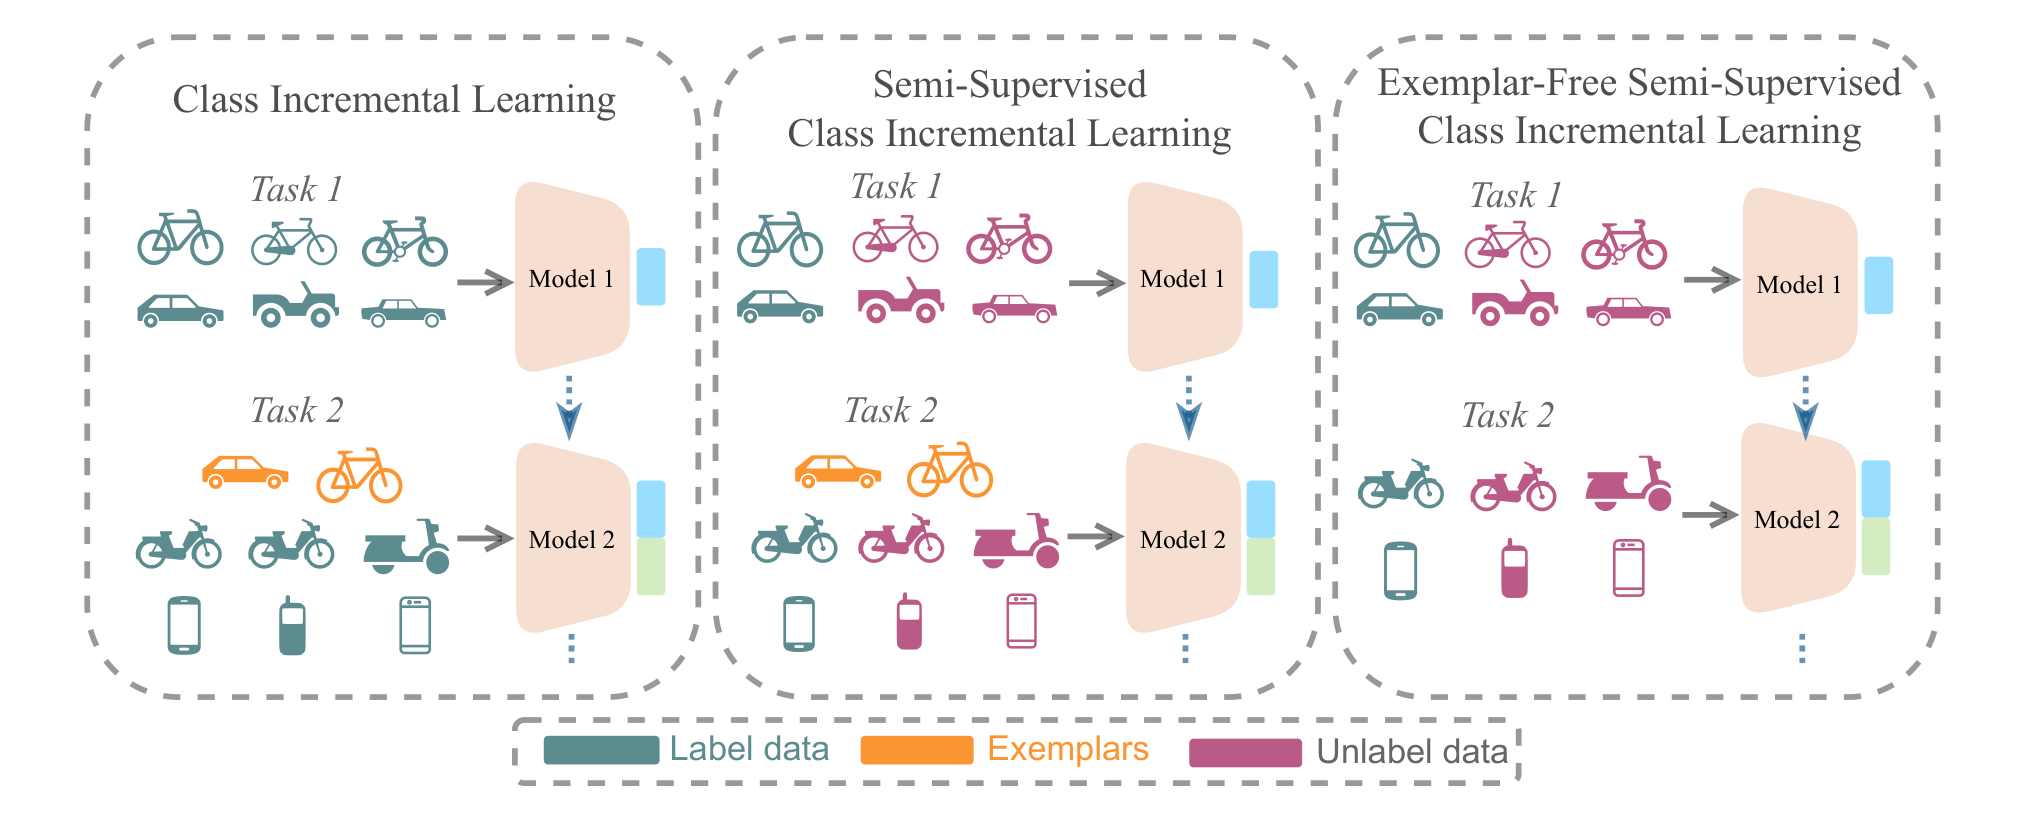 Class Incremental Learning
Task 1
Model 1
Task 2
Model 2
Semi-Supervised
Class Incremental Learning
Task 1
Model 1
Task 2
Model 2
Exemplar-Free Semi-Supervised
Class Incremental Learning
Task 1
Model 1
Task 2
Model 2
Label data
Exemplars
Unlabel data